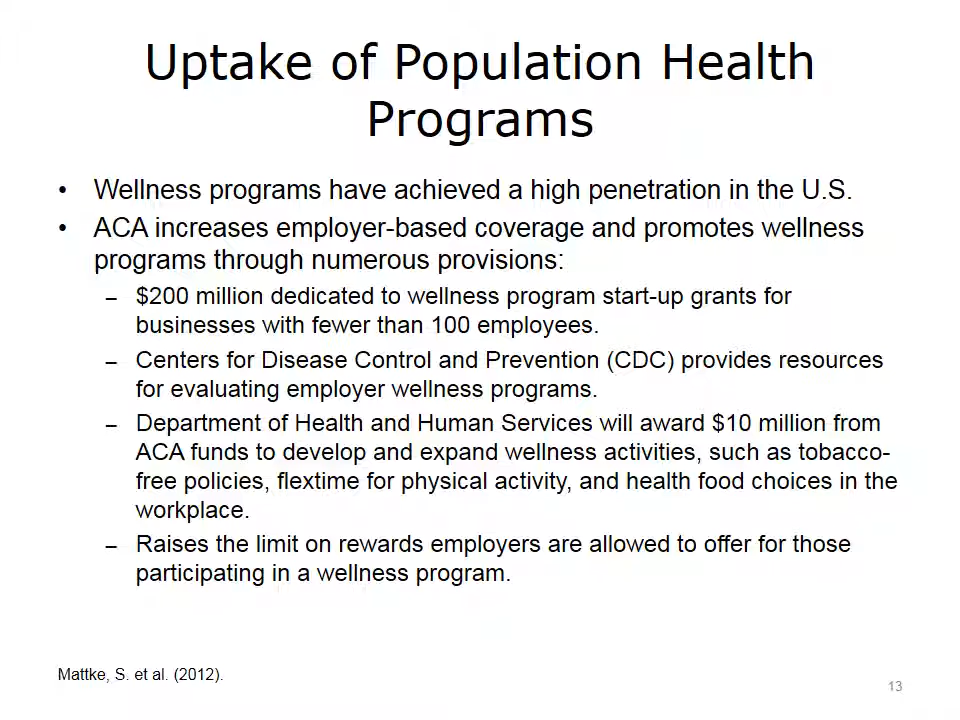 Uptake of Population Health
Programs
• Wellness programs have achieved a high penetration in the U.S.
• ACA increases employer-based coverage and promotes wellness
programs through numerous provisions:
– $200 million dedicated to wellness program start-up grants for
businesses with fewer than 100 employees.
– Centers for Disease Control and Prevention (CDC) provides resources
for evaluating employer wellness programs.
– Department of Health and Human Services will award $10 million from
ACA funds to develop and expand wellness activities, such as tobacco-
free policies, flextime for physical activity, and health food choices in the
workplace.
– Raises the limit on rewards employers are allowed to offer for those
participating in a wellness program.
Mattke, S. et al. (2012).
13